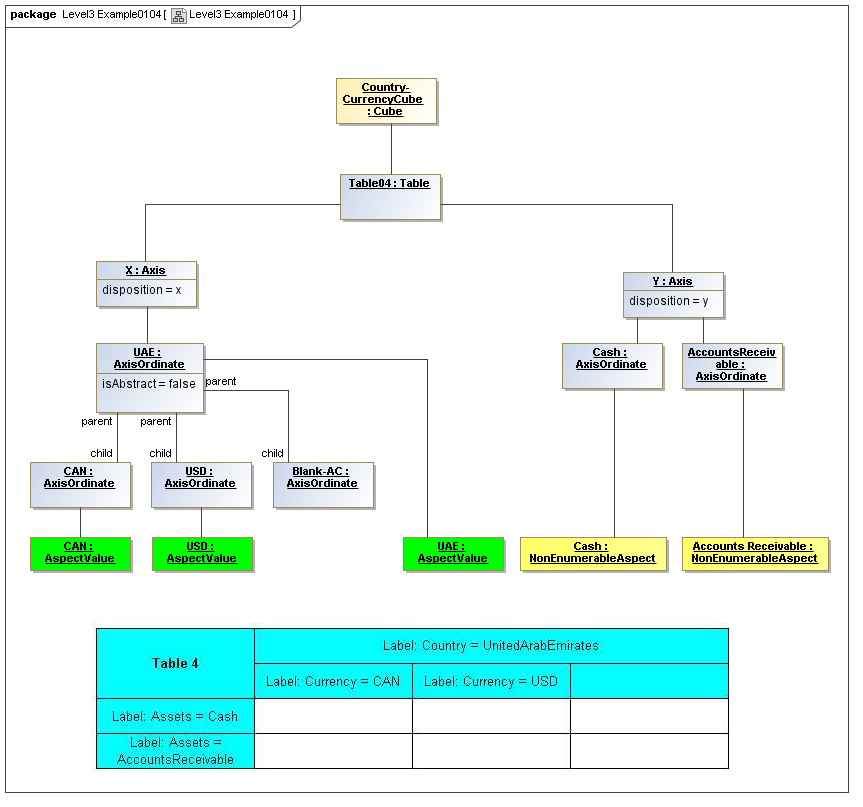 package Level3 Example0104 [ Level3 Example0104 ]
Country-
CurrencyCube
: Cube
Table04 : Table
X : Axis
disposition = x
Y : Axis
disposition = y
UAE :
AxisOrdinate
isAbstract = false
Cash :
AxisOrdinate
AccountsReceiv
able :
AxisOrdinate
parent
parent
parent
child
child
child
CAN :
AxisOrdinate
USD :
AxisOrdinate
Blank-AC :
AxisOrdinate
CAN :
AspectValue
USD :
AspectValue
UAE :
AspectValue
Cash :
NonEnumerableAspect
Accounts Receivable :
NonEnumerableAspect
Table 4
Label: Country = UnitedArabEmirates
Label: Currency = CAN
Label: Currency = USD
Label: Assets = Cash
Label: Assets =
AccountsReceivable